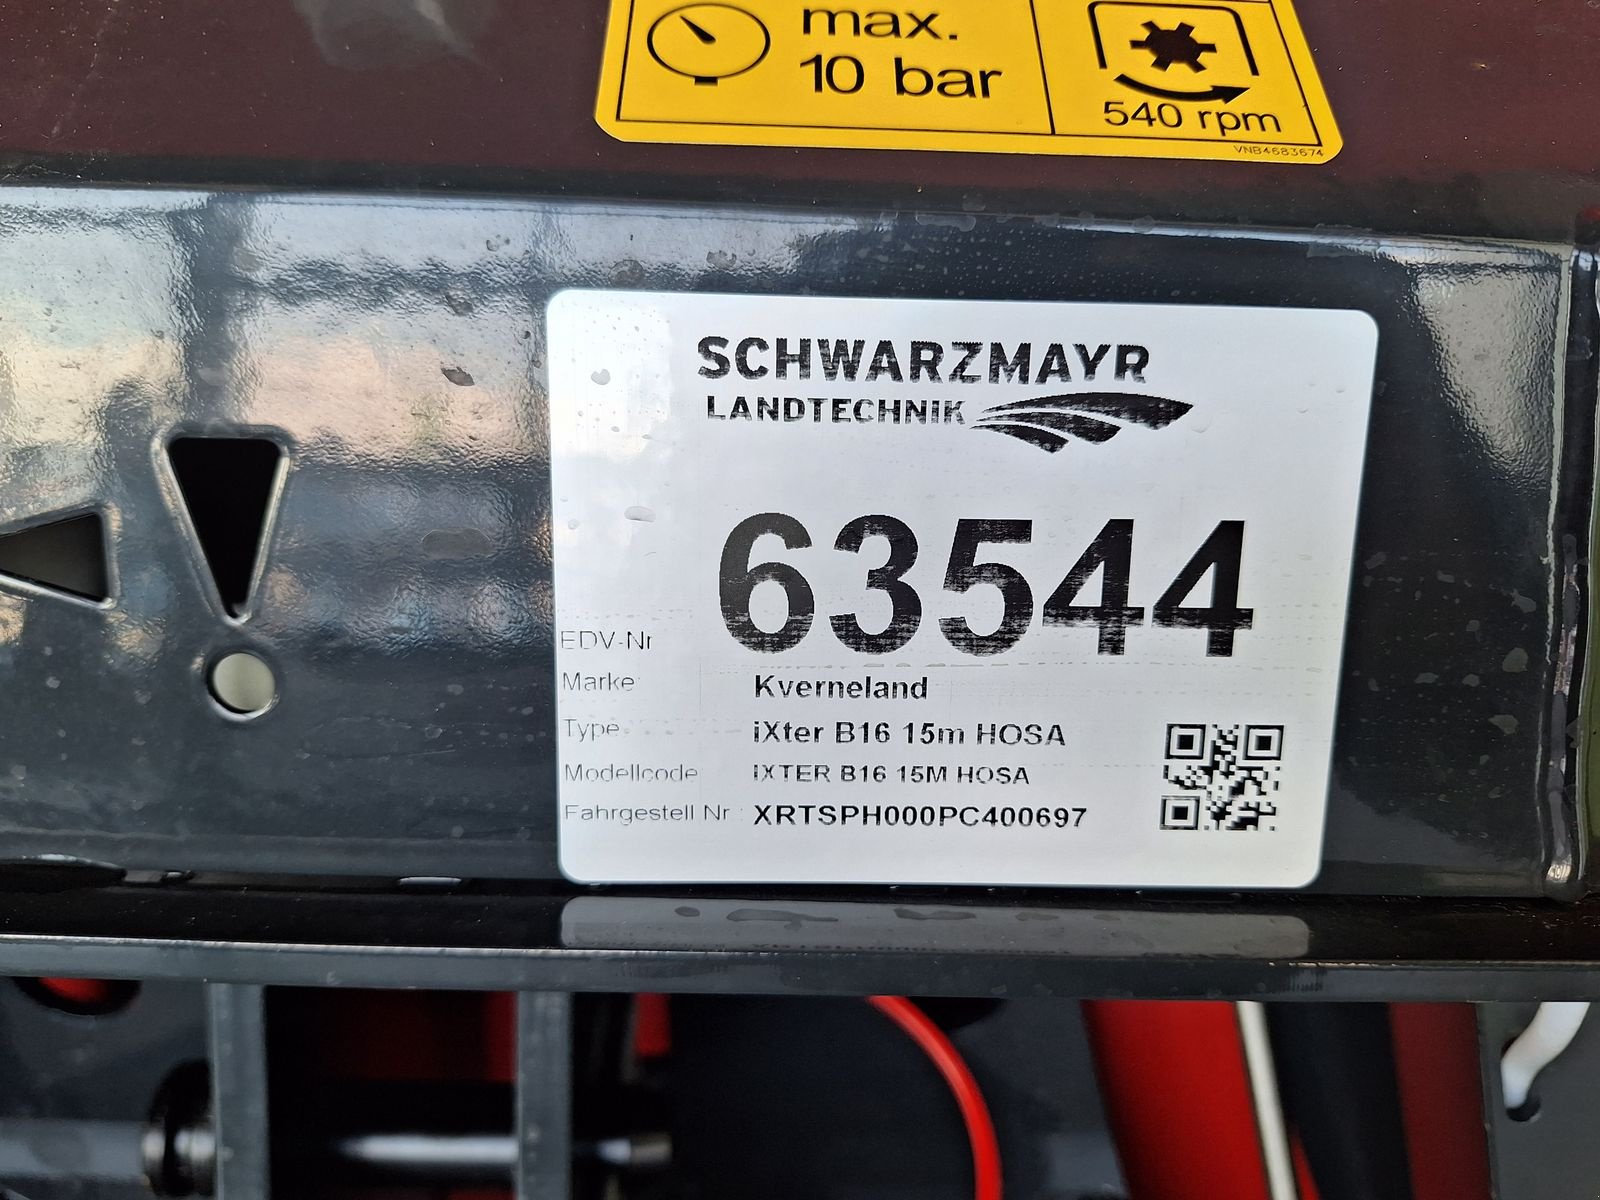 max.
10 bar
540 rpm
VNB4683674
SCHWARZMAYR
LANDTECHNIK
63544
EDV-Nr
Marke Kverneland
Type iXter B16 15m HOSA
Modellcode IXTER B16 15M HOSA
Fahrgestell Nr : XRTSPH000PC400697